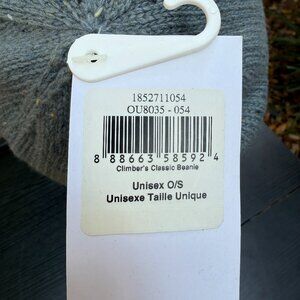 1852711054
OU8035 - 054
8 88663 58592 4
Climber's Classic Beanie
Unisex O/S
Unisexe Taille Unique